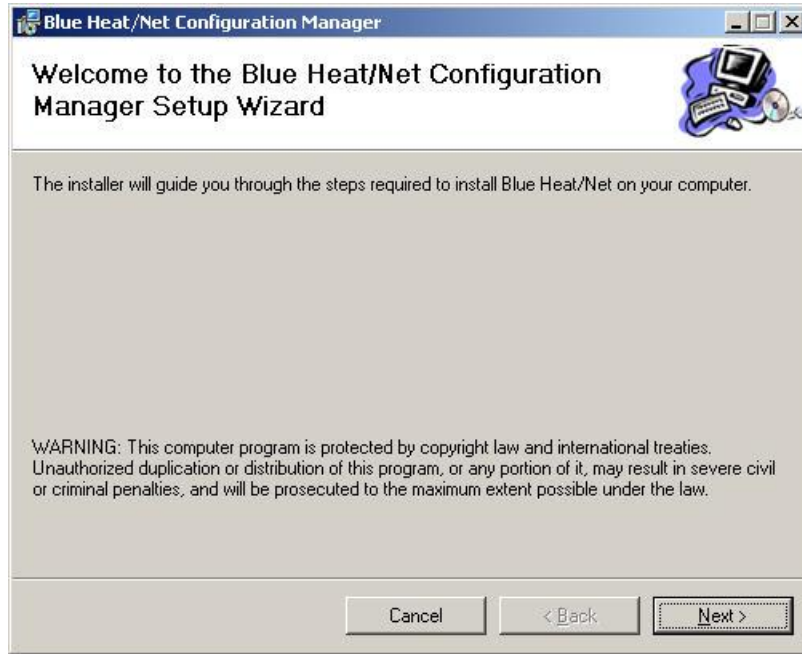 Blue Heat/Net Configuration Manager
Welcome to the Blue Heat/Net Configuration
Manager Setup Wizard
The installer will guide you through the steps required to install Blue Heat/Net on your computer.
WARNING: This computer program is protected by copyright law and international treaties.
Unauthorized duplication or distribution of this program, or any portion of it, may result in severe civil
or criminal penalties, and will be prosecuted to the maximum extent possible under the law.
Cancel
< Back
Next >